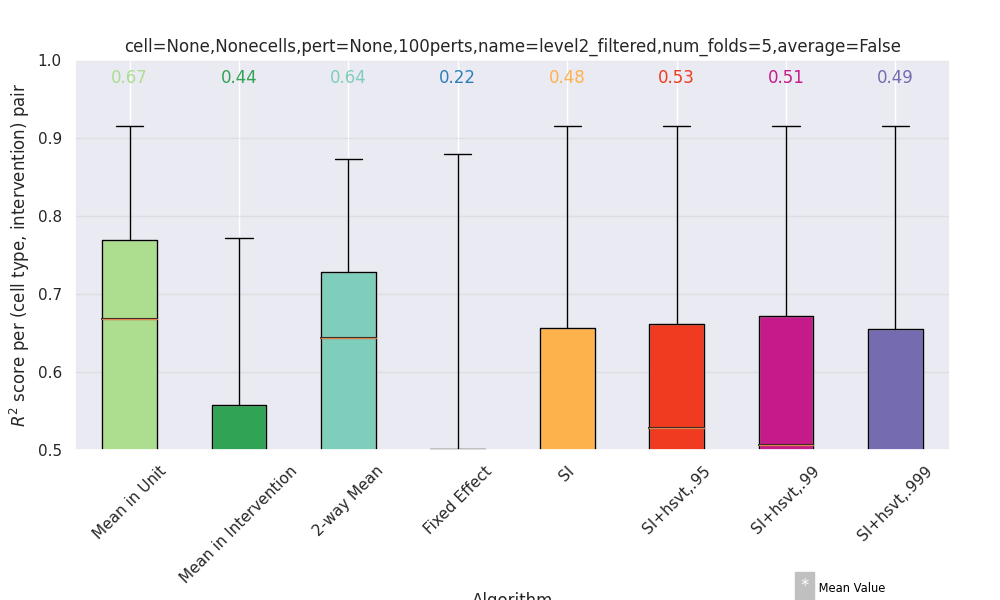 cell=None,Nonecells,pert=None,100perts,name=level2_filtered,num_folds=5,average=False
1.0
0.9
0.8
0.7
0.6
0.5
R² score per (cell type, intervention) pair
0.67 0.44 0.64 0.22 0.48 0.53 0.51 0.49
Mean in Unit
Mean in Intervention
2-way Mean
Fixed Effect
SI
SI+hsvt,.95
SI+hsvt,.99
SI+hsvt,.999
Algorithm
* Mean Value